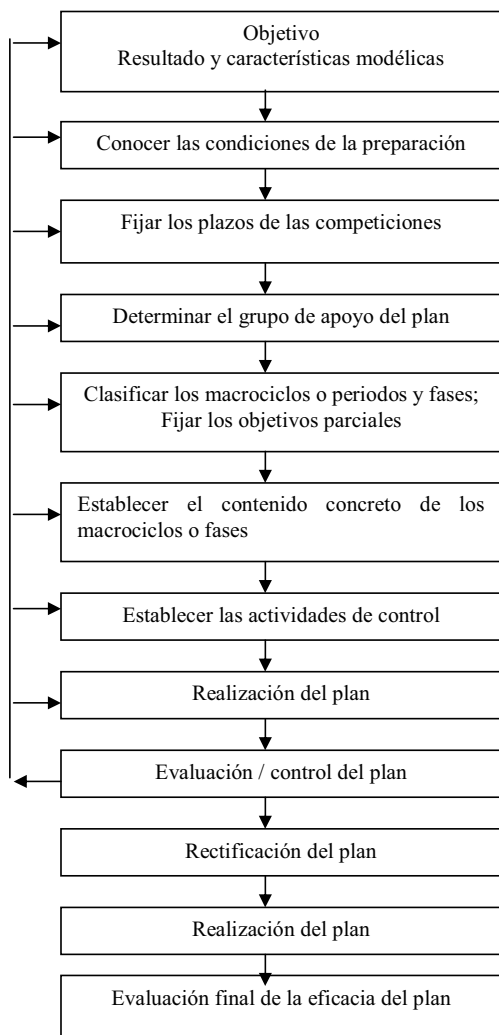 Objetivo
Resultado y características modélicas
Conocer las condiciones de la preparación
Fijar los plazos de las competiciones
Determinar el grupo de apoyo del plan
Clasificar los macrociclos o periodos y fases;
Fijar los objetivos parciales
Establecer el contenido concreto de los
macrociclos o fases
Establecer las actividades de control
Realización del plan
Evaluación / control del plan
Rectificación del plan
Realización del plan
Evaluación final de la eficacia del plan